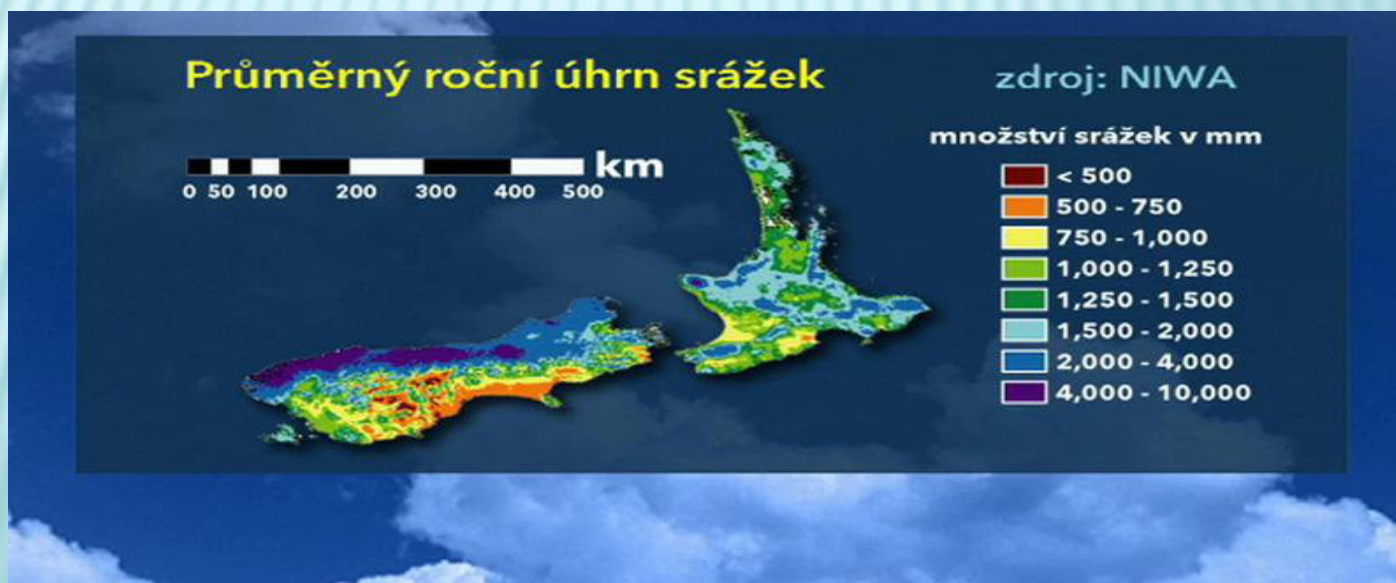 Průměrný roční úhrn srážek
zdroj: NIWA
km
0 50 100 200 300 400 500
množství srážek v mm
< 500
500 - 750
750 - 1,000
1,000 - 1,250
1,250 - 1,500
1,500 - 2,000
2,000 - 4,000
4,000 - 10,000